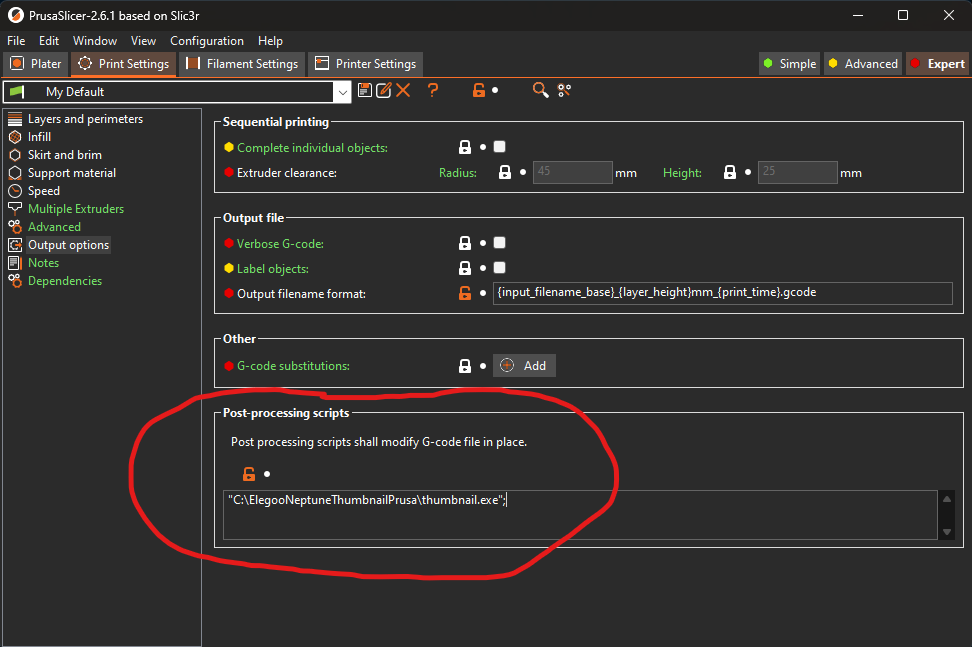 PrusaSlicer-2.6.1 based on Slic3r
File Edit Window View Configuration Help
Plater Print Settings Filament Settings Printer Settings Simple Advanced Expert
My Default ?
Layers and perimeters
Infill
Skirt and brim
Support material
Speed
Multiple Extruders
Advanced
Output options
Notes
Dependencies
Sequential printing
Complete individual objects:
Extruder clearance: Radius: 45 mm Height: 25 mm
Output file
Verbose G-code:
Label objects:
Output filename format: {input_filename_base}_{layer_height}mm_{print_time}.gcode
Other
G-code substitutions: Add
Post-processing scripts
Post processing scripts shall modify G-code file in place.
"C:\ElegooNeptuneThumbnailPrusa\thumbnail.exe";